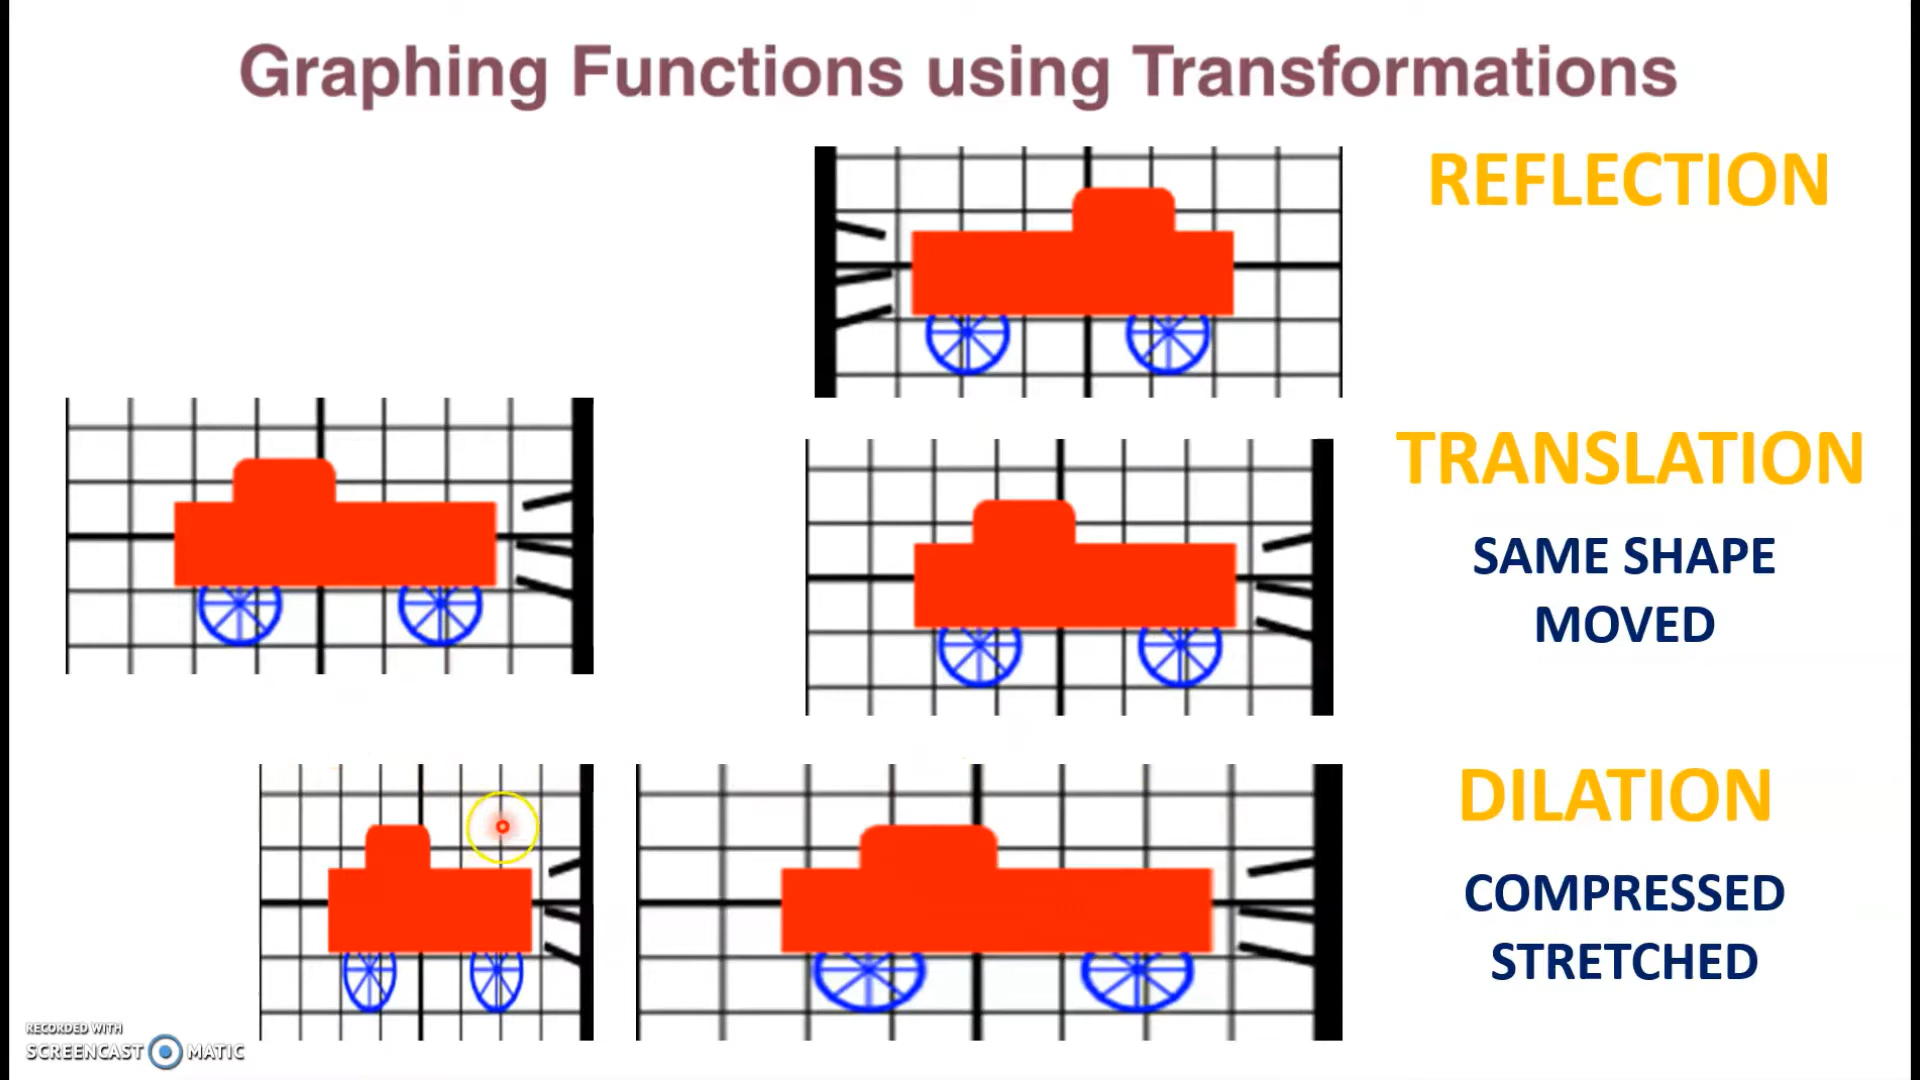 Graphing Functions using Transformations
REFLECTION
TRANSLATION
SAME SHAPE
MOVED
DILATION
COMPRESSED
STRETCHED
RECORDED WITH
SCREENCAST MATIC